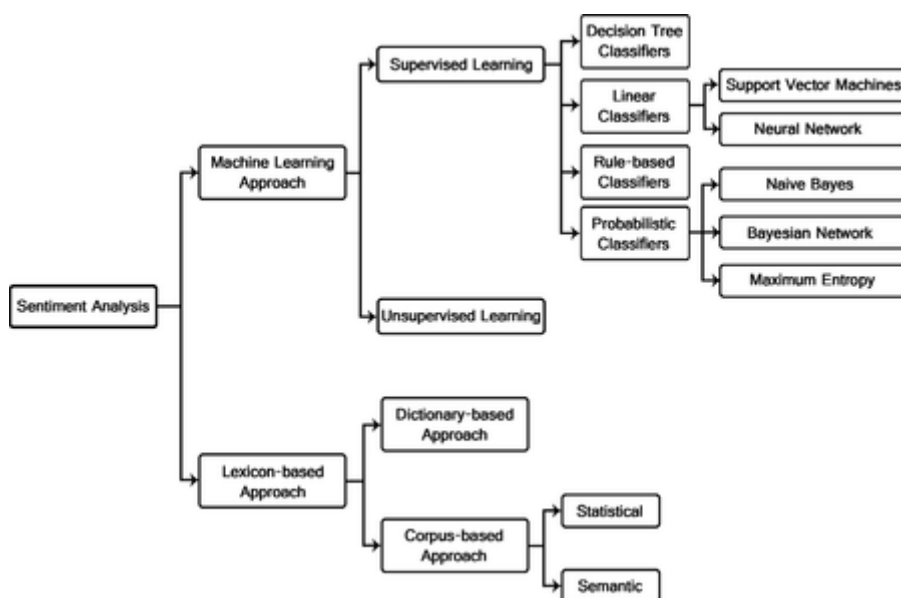 Decision Tree
Classifiers
Supervised Learning
Support Vector Machines
Linear
Classifiers
Neural Network
Machine Learning
Approach
Rule-based
Classifiers
Naive Bayes
Probabilistic
Classifiers
Bayesian Network
Maximum Entropy
Sentiment Analysis
Unsupervised Learning
Dictionary-based
Approach
Lexicon-based
Approach
Statistical
Corpus-based
Approach
Semantic